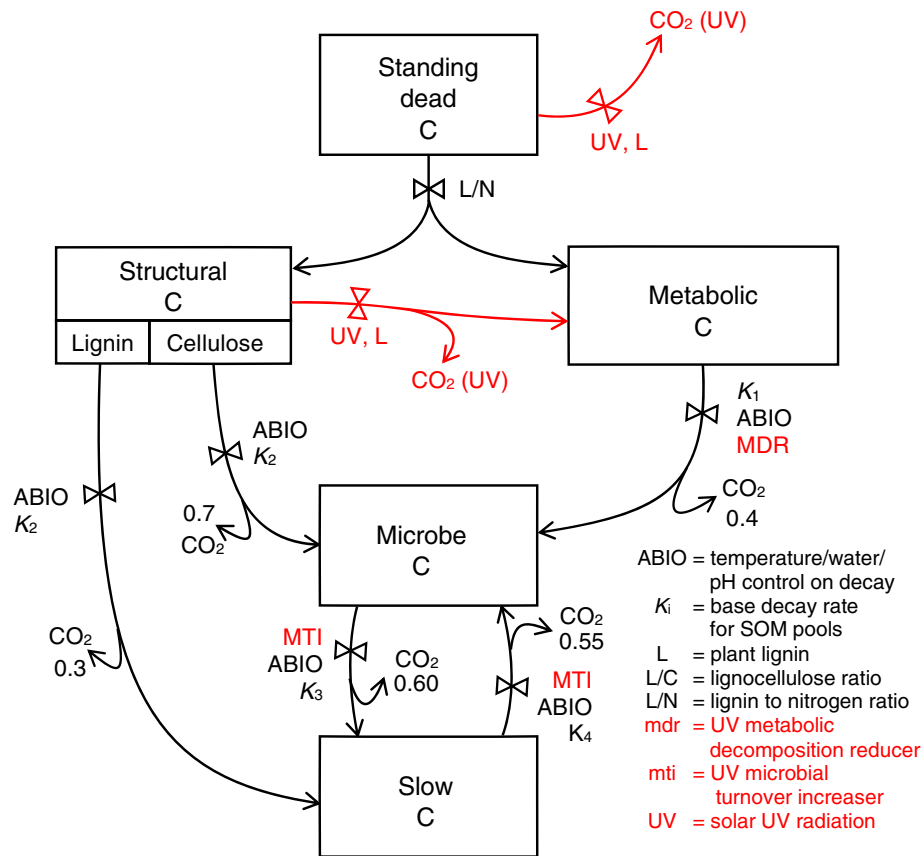 CO2 (UV)
Standing
dead
C
UV, L
L/N
Structural
C
Lignin
Cellulose
Metabolic
C
UV, L
CO2 (UV)
K1
ABIO
MDR
ABIO
K2
ABIO
K2
0.7
CO2
CO2
0.4
Microbe
C
CO2
0.3
MTI
ABIO
K3
CO2
0.60
CO2
0.55
MTI
ABIO
K4
Slow
C
ABIO = temperature/water/
pH control on decay
Ki = base decay rate
for SOM pools
L = plant lignin
L/C = lignocellulose ratio
L/N = lignin to nitrogen ratio
mdr = UV metabolic
decomposition reducer
mti = UV microbial
turnover increaser
UV = solar UV radiation